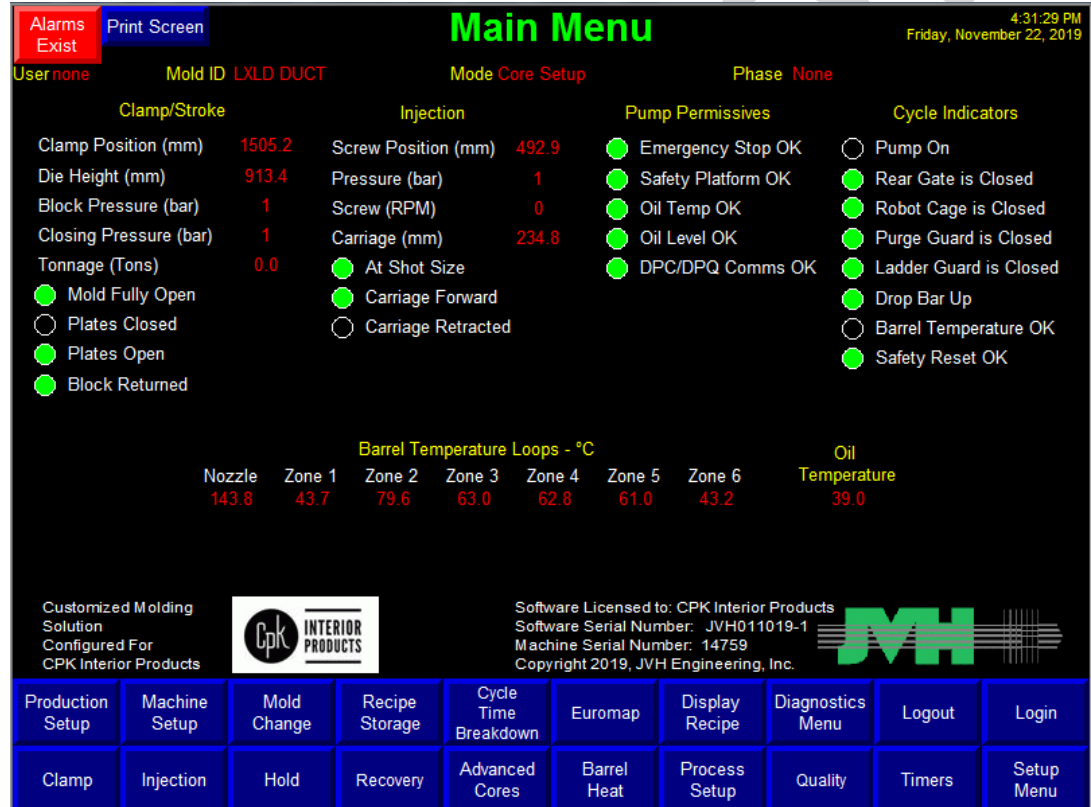 Alarms
Exist
Print Screen
Main Menu
4:31:29 PM
Friday, November 22, 2019
User none
Mold ID LXLD DUCT
Mode Core Setup
Phase None
Clamp/Stroke
Clamp Position (mm) 1505.2
Die Height (mm) 913.4
Block Pressure (bar) 1
Closing Pressure (bar) 1
Tonnage (Tons) 0.0
Mold Fully Open
Plates Closed
Plates Open
Block Returned
Injection
Screw Position (mm) 492.9
Pressure (bar) 1
Screw (RPM) 0
Carriage (mm) 234.8
At Shot Size
Carriage Forward
Carriage Retracted
Pump Permissives
Emergency Stop OK
Safety Platform OK
Oil Temp OK
Oil Level OK
DPC/DPQ Comms OK
Cycle Indicators
Pump On
Rear Gate is Closed
Robot Cage is Closed
Purge Guard is Closed
Ladder Guard is Closed
Drop Bar Up
Barrel Temperature OK
Safety Reset OK
Barrel Temperature Loops - °C
Nozzle Zone 1 Zone 2 Zone 3 Zone 4 Zone 5 Zone 6
143.8 43.7 79.6 63.0 62.8 61.0 43.2
Oil
Temperature
39.0
Customized Molding
Solution
Configured For
CPK Interior Products
Cpk INTERIOR
PRODUCTS
Software Licensed to: CPK Interior Products
Software Serial Number: JVH011019-1
Machine Serial Number: 14759
Copyright 2019, JVH Engineering, Inc.
JVH
Production
Setup
Machine
Setup
Mold
Change
Recipe
Storage
Cycle
Time
Breakdown
Euromap
Display
Recipe
Diagnostics
Menu
Logout
Login
Clamp
Injection
Hold
Recovery
Advanced
Cores
Barrel
Heat
Process
Setup
Quality
Timers
Setup
Menu